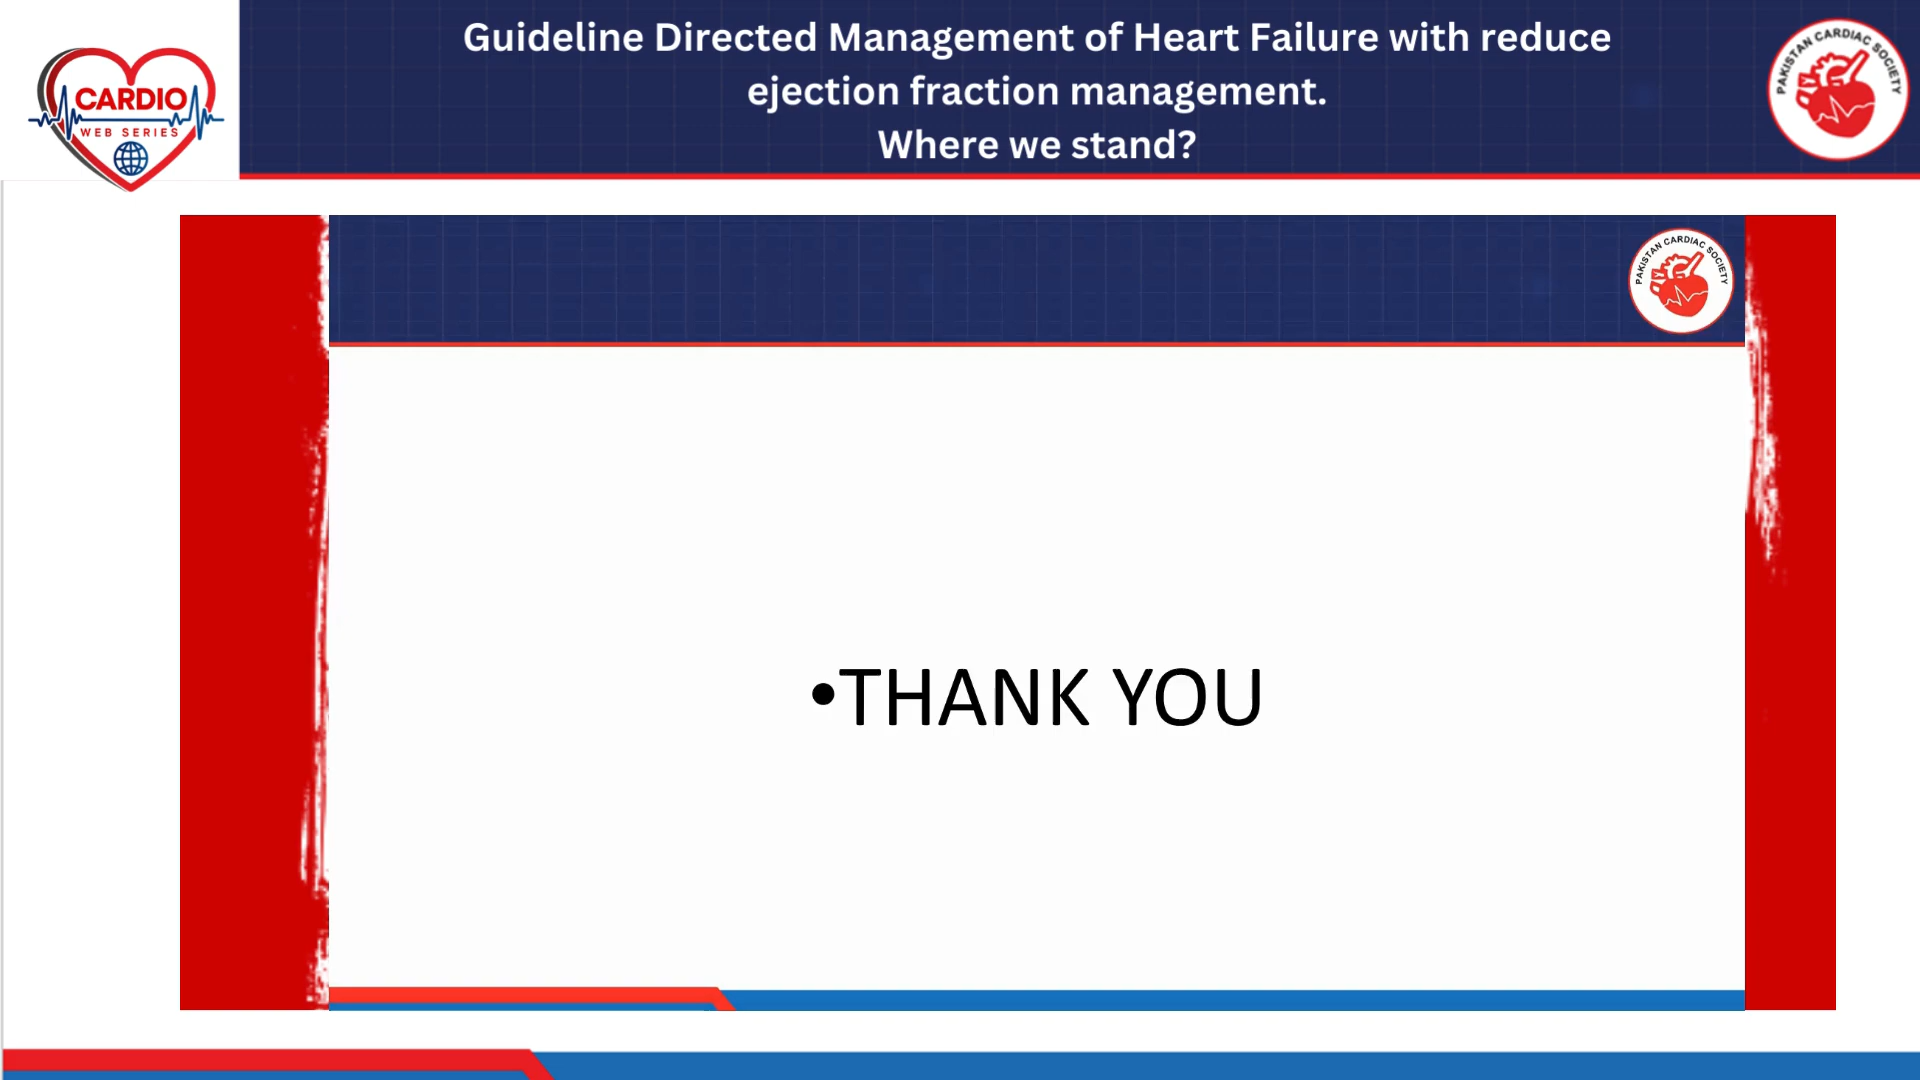 Guideline Directed Management of Heart Failure with reduce
ejection fraction management.
Where we stand?
CARDIO
WEB SERIES
PAKISTAN CARDIAC SOCIETY
PAKISTAN CARDIAC SOCIETY
•THANK YOU